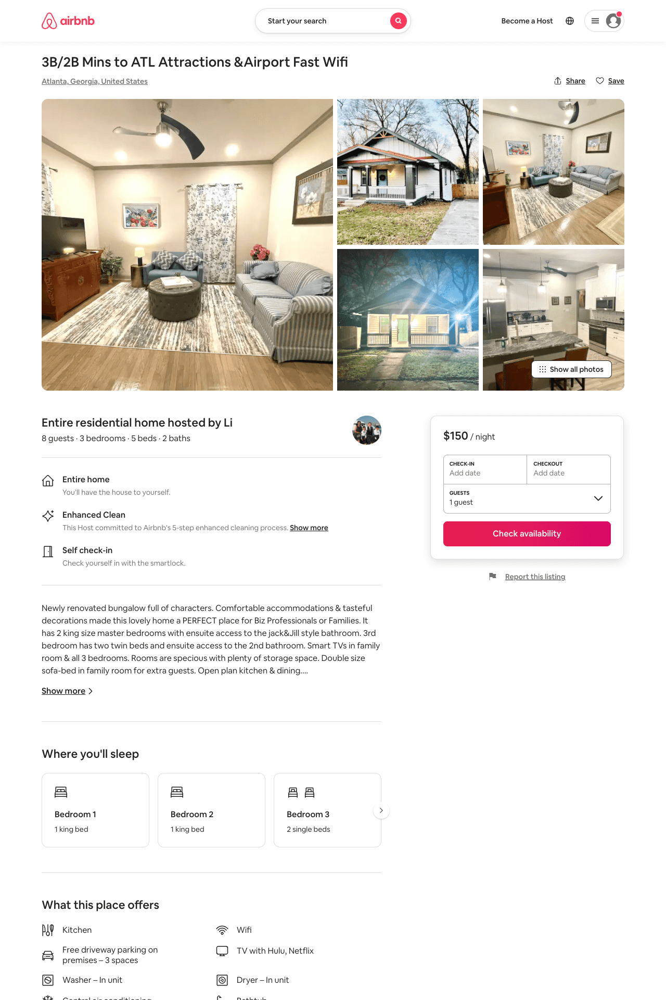 airbnb
Start your search
Become a Host
3B/2B Mins to ATL Attractions &Airport Fast Wifi
Atlanta, Georgia, United States
Share
Save
Show all photos
Entire residential home hosted by Li
8 guests · 3 bedrooms · 5 beds · 2 baths
$150 / night
CHECK-IN
Add date
CHECKOUT
Add date
GUESTS
1 guest
Check availability
Report this listing
Entire home
You'll have the house to yourself.
Enhanced Clean
This Host committed to Airbnb's 5-step enhanced cleaning process. Show more
Self check-in
Check yourself in with the smartlock.
Newly renovated bungalow full of characters. Comfortable accommodations & tasteful
decorations made this lovely home a PERFECT place for Biz Professionals or Families. It
has 2 king size master bedrooms with ensuite access to the jack&Jill style bathroom. 3rd
bedroom has two twin beds and ensuite access to the 2nd bathroom. Smart TVs in family
room & all 3 bedrooms. Rooms are specious with plenty of storage space. Double size
sofa-bed in family room for extra guests. Open plan kitchen & dining....
Show more
Where you'll sleep
Bedroom 1
1 king bed
Bedroom 2
1 king bed
Bedroom 3
2 single beds
What this place offers
Kitchen
Wifi
Free driveway parking on
premises – 3 spaces
TV with Hulu, Netflix
Washer – In unit
Dryer – In unit
Central air conditioning
Bathtub